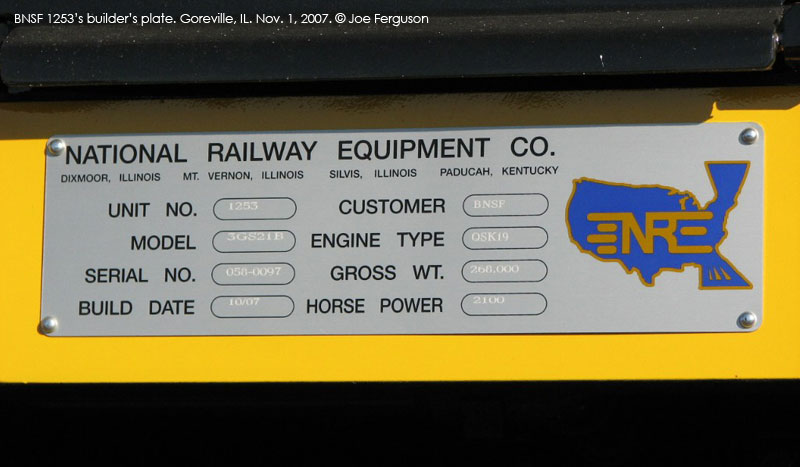 BNSF 1253's builder's plate. Goreville, IL. Nov. 1, 2007. © Joe Ferguson
NATIONAL RAILWAY EQUIPMENT CO.
DIXMOOR, ILLINOIS MT. VERNON, ILLINOIS SILVIS, ILLINOIS PADUCAH, KENTUCKY
UNIT NO. 1253 CUSTOMER BNSF
MODEL 3GS21B ENGINE TYPE QSK19
SERIAL NO. 058-0097 GROSS WT. 268,000
BUILD DATE 10/07 HORSE POWER 2100
NRE